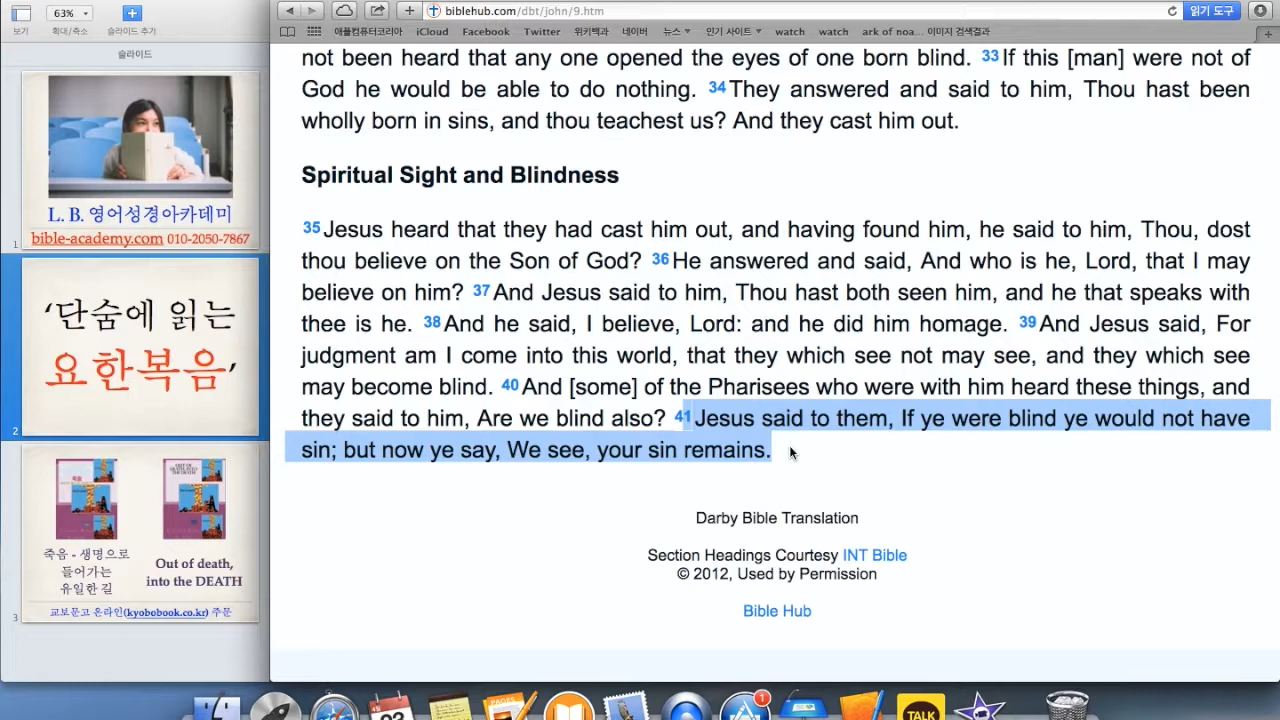 63%
biblehub.com/dbt/john/9.htm
읽기 도구
보기
확대/축소
슬라이드 추가
애플컴퓨터코리아
iCloud
Facebook
Twitter
위키백과
네이버
뉴스
인기 사이트
watch
watch
ark of noa... 이미지 검색결과
슬라이드
L. B. 영어성경아카데미
bible-academy.com 010-2050-7867
1
'단숨에 읽는
요한복음'
2
죽음 - 생명으로
들어가는
유일한 길
Out of death,
into the DEATH
교보문고 온라인(kyobobook.co.kr) 주문
3
not been heard that any one opened the eyes of one born blind. 33 If this [man] were not of
God he would be able to do nothing. 34 They answered and said to him, Thou hast been
wholly born in sins, and thou teachest us? And they cast him out.
Spiritual Sight and Blindness
35 Jesus heard that they had cast him out, and having found him, he said to him, Thou, dost
thou believe on the Son of God? 36 He answered and said, And who is he, Lord, that I may
believe on him? 37 And Jesus said to him, Thou hast both seen him, and he that speaks with
thee is he. 38 And he said, I believe, Lord: and he did him homage. 39 And Jesus said, For
judgment am I come into this world, that they which see not may see, and they which see
may become blind. 40 And [some] of the Pharisees who were with him heard these things, and
they said to him, Are we blind also? 41 Jesus said to them, If ye were blind ye would not have
sin; but now ye say, We see, your sin remains.
Darby Bible Translation
Section Headings Courtesy INT Bible
© 2012, Used by Permission
Bible Hub
1
TALK